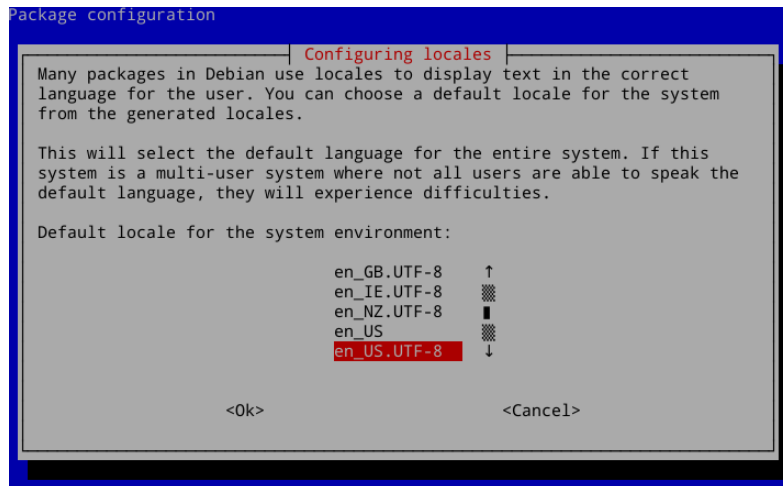 Package configuration
Configuring locales
Many packages in Debian use locales to display text in the correct
language for the user. You can choose a default locale for the system
from the generated locales.
This will select the default language for the entire system. If this
system is a multi-user system where not all users are able to speak the
default language, they will experience difficulties.
Default locale for the system environment:
en_GB.UTF-8
en_IE.UTF-8
en_NZ.UTF-8
en_US
en_US.UTF-8
<Ok> <Cancel>